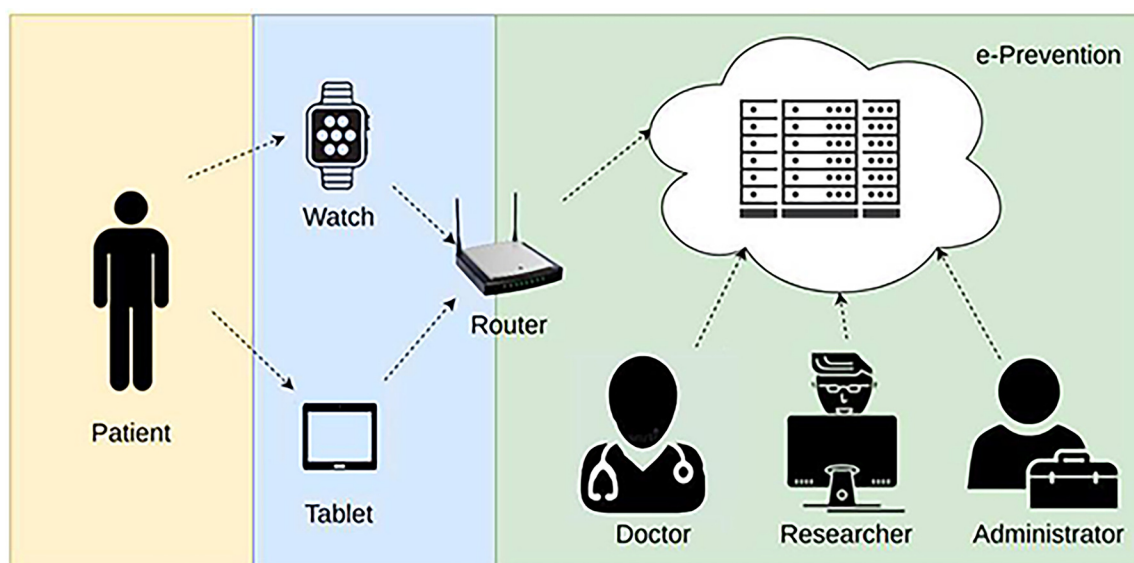 e-Prevention
Watch
Router
Patient
Tablet
Doctor
Researcher
Administrator